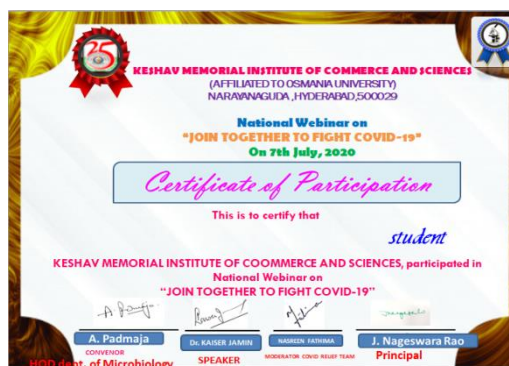 25
KESHAV MEMORIAL INSTITUTE OF COMMERCE AND SCIENCES
(AFFILIATED TO OSMANIA UNIVERSITY)
NARAYANAGUDA ,HYDERABAD,500029
National Webinar on
"JOIN TOGETHER TO FIGHT COVID-19"
On 7th July, 2020
Certificate of Participation
This is to certify that
student
KESHAV MEMORIAL INSTITUTE OF COOMMERCE AND SCIENCES, participated in
National Webinar on
"JOIN TOGETHER TO FIGHT COVID-19"
A. Padmaja Dr. KAISER JAMIN NASREEN FATHIMA J. Nageswara Rao
CONVENOR SPEAKER MODERATOR COVID RELIEF TEAM Principal
HOD dept. of Microbiology